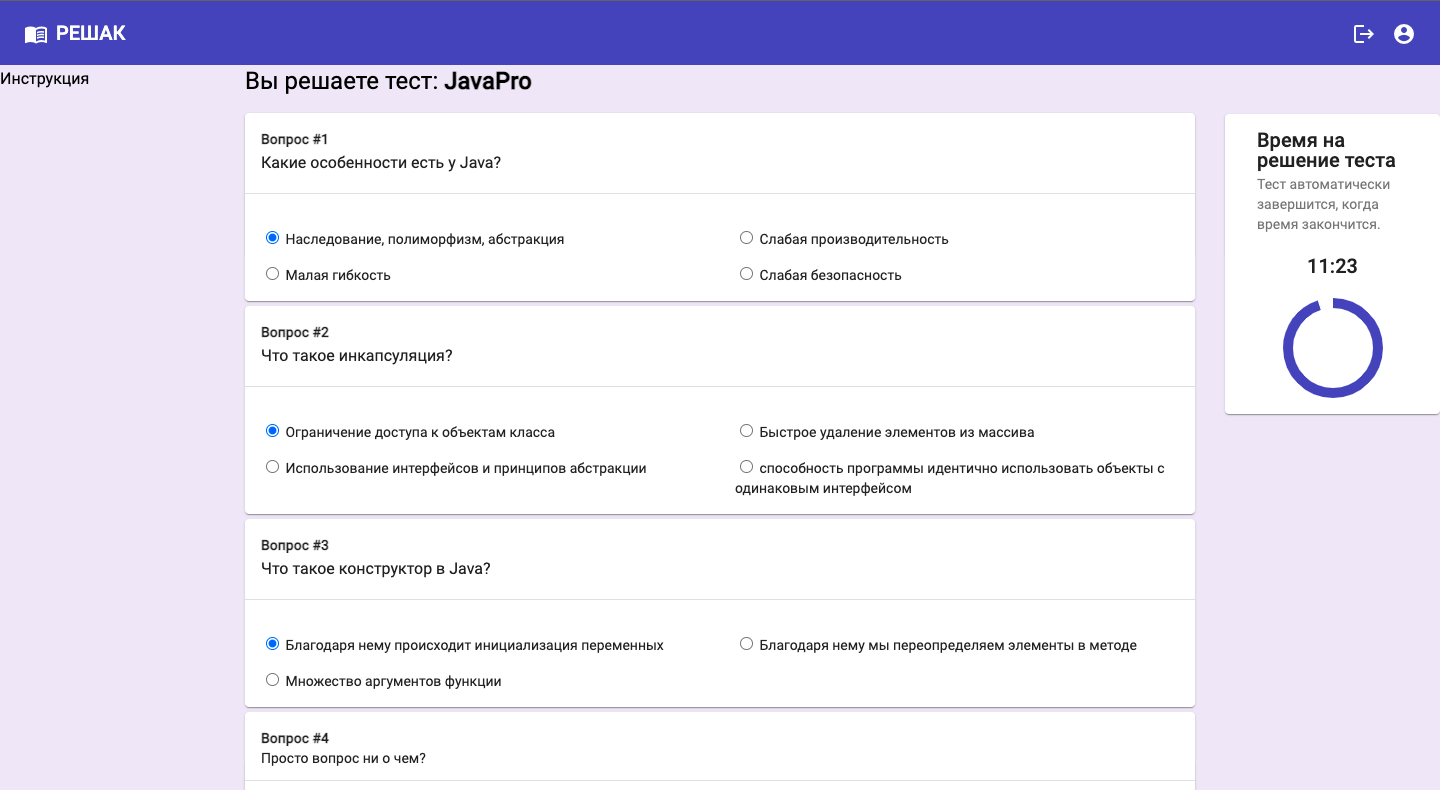 РЕШАК
Инструкция
Вы решаете тест: JavaPro
Вопрос #1
Какие особенности есть у Java?
Наследование, полиморфизм, абстракция
Слабая производительность
Малая гибкость
Слабая безопасность
Вопрос #2
Что такое инкапсуляция?
Ограничение доступа к объектам класса
Быстрое удаление элементов из массива
Использование интерфейсов и принципов абстракции
способность программы идентично использовать объекты с
одинаковым интерфейсом
Вопрос #3
Что такое конструктор в Java?
Благодаря нему происходит инициализация переменных
Благодаря нему мы переопределяем элементы в методе
Множество аргументов функции
Вопрос #4
Просто вопрос ни о чем?
Время на
решение теста
Тест автоматически
завершится, когда
время закончится.
11:23